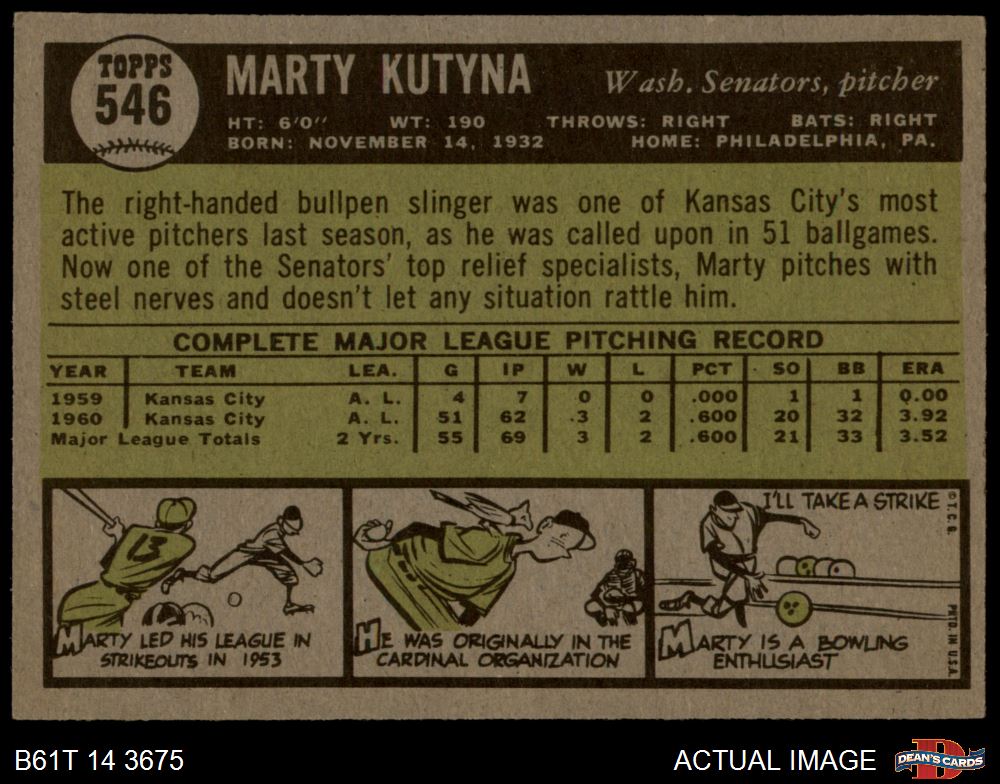 TOPPS
546
MARTY KUTYNA
Wash. Senators, pitcher
HT: 6'0" WT: 190 THROWS: RIGHT BATS: RIGHT
BORN: NOVEMBER 14, 1932 HOME: PHILADELPHIA, PA.
The right-handed bullpen slinger was one of Kansas City's most
active pitchers last season, as he was called upon in 51 ballgames.
Now one of the Senators' top relief specialists, Marty pitches with
steel nerves and doesn't let any situation rattle him.
COMPLETE MAJOR LEAGUE PITCHING RECORD
YEAR TEAM LEA. G IP W L PCT SO BB ERA
1959 Kansas City A. L. 4 7 0 0 .000 1 1 0.00
1960 Kansas City A. L. 51 62 3 2 .600 20 32 3.92
Major League Totals 2 Yrs. 55 69 3 2 .600 21 33 3.52
13
MARTY LED HIS LEAGUE IN
STRIKEOUTS IN 1953
HE WAS ORIGINALLY IN THE
CARDINAL ORGANIZATION
I'LL TAKE A STRIKE
MARTY IS A BOWLING
ENTHUSIAST
© T. C. G.
PRTD IN U.S.A.
B61T 14 3675
ACTUAL IMAGE
DEAN'S CARDS